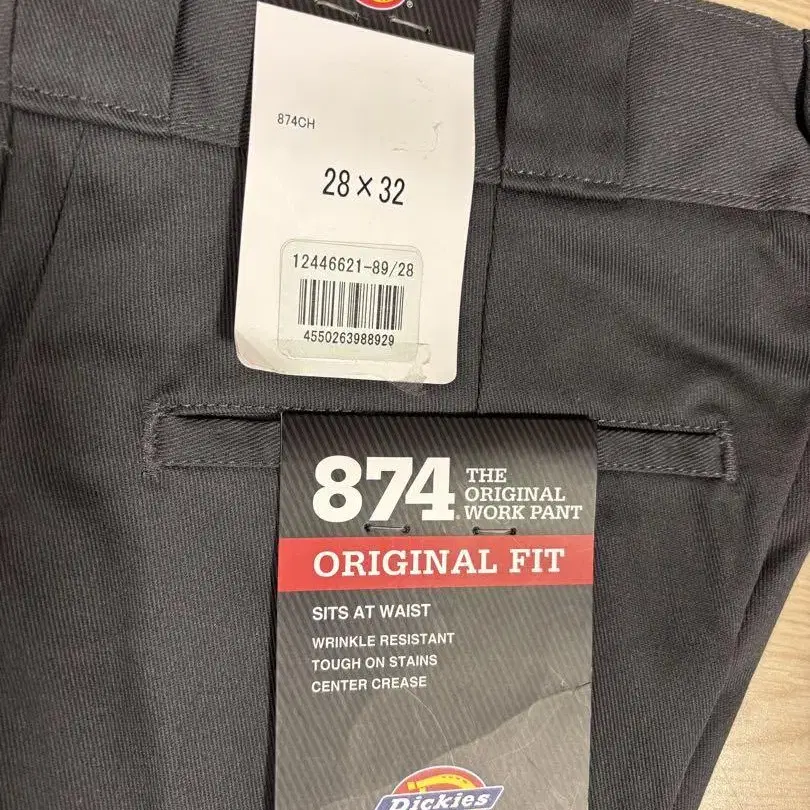 874CH
28×32
12446621-89/28
4550263988929
874 THE
ORIGINAL
WORK PANT
ORIGINAL FIT
SITS AT WAIST
WRINKLE RESISTANT
TOUGH ON STAINS
CENTER CREASE
Dickies